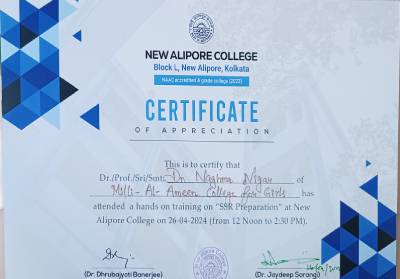 NEW ALIPORE COLLEGE
Block L, New Alipore, Kolkata
NAAC accredited A grade college (2022)
CERTIFICATE
OF APPRECIATION
This is to certify that
Dr./Prof./Sri/Smt. Dr. Naghma Nigar of
Milli-Al-Ameen College for Girls has
attended a hands on training on "SSR Preparation" at New
Alipore College on 26-04-2024 (from 12 Noon to 2:30 PM).
(Dr. Dhrubajyoti Banerjee)
(Dr. Jaydeep Sarangi)